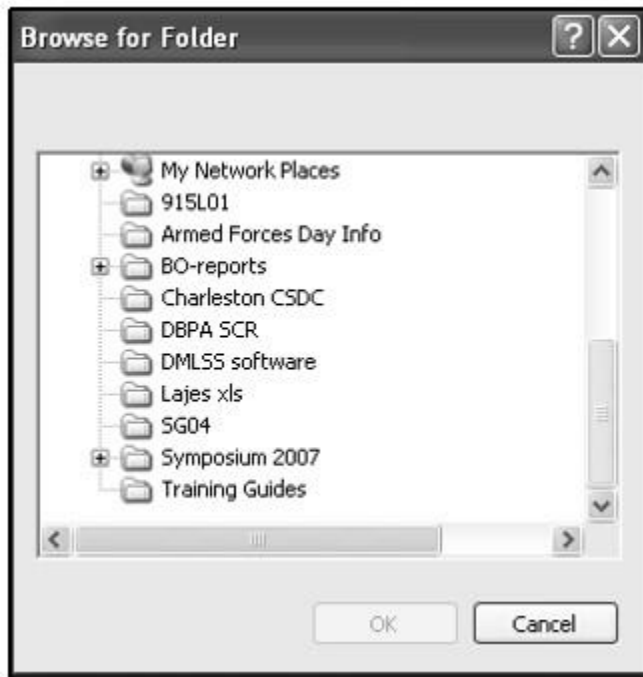 Browse for Folder
My Network Places
915L01
Armed Forces Day Info
BO-reports
Charleston CSDC
DBPA SCR
DMLSS software
Lajes xls
SG04
Symposium 2007
Training Guides
OK Cancel